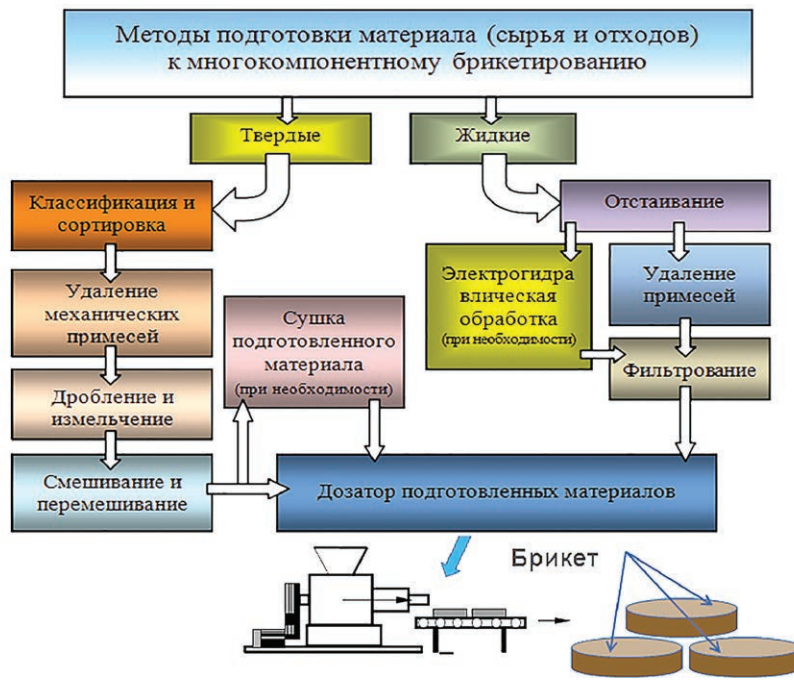 Методы подготовки материала (сырья и отходов)
к многокомпонентному брикетированию
Твердые
Жидкие
Классификация и
сортировка
Отстаивание
Удаление
механических
примесей
Сушка
подготовленного
материала
(при необходимости)
Электрогидра
влическая
обработка
(при необходимости)
Удаление
примесей
Фильтрование
Дробление и
измельчение
Смешивание и
перемешивание
Дозатор подготовленных материалов
Брикет